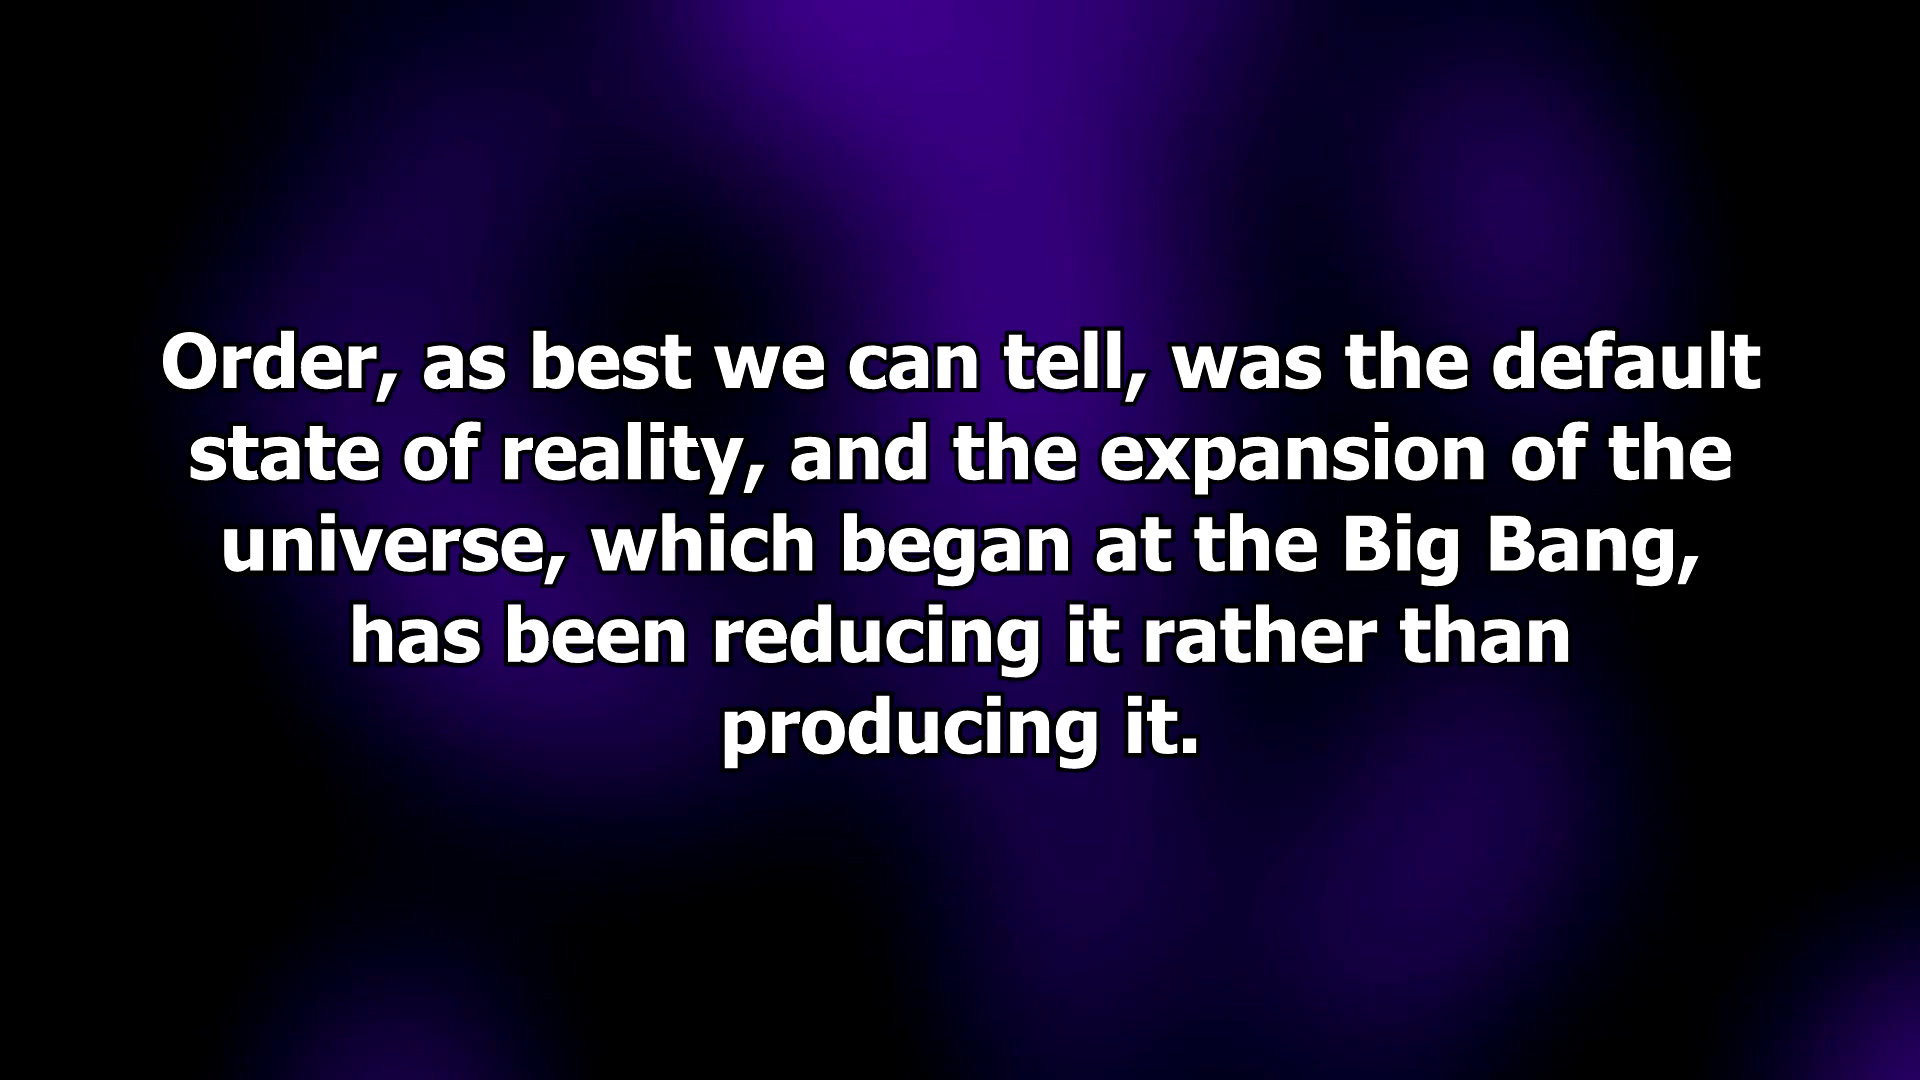 Order, as best we can tell, was the default
state of reality, and the expansion of the
universe, which began at the Big Bang,
has been reducing it rather than
producing it.